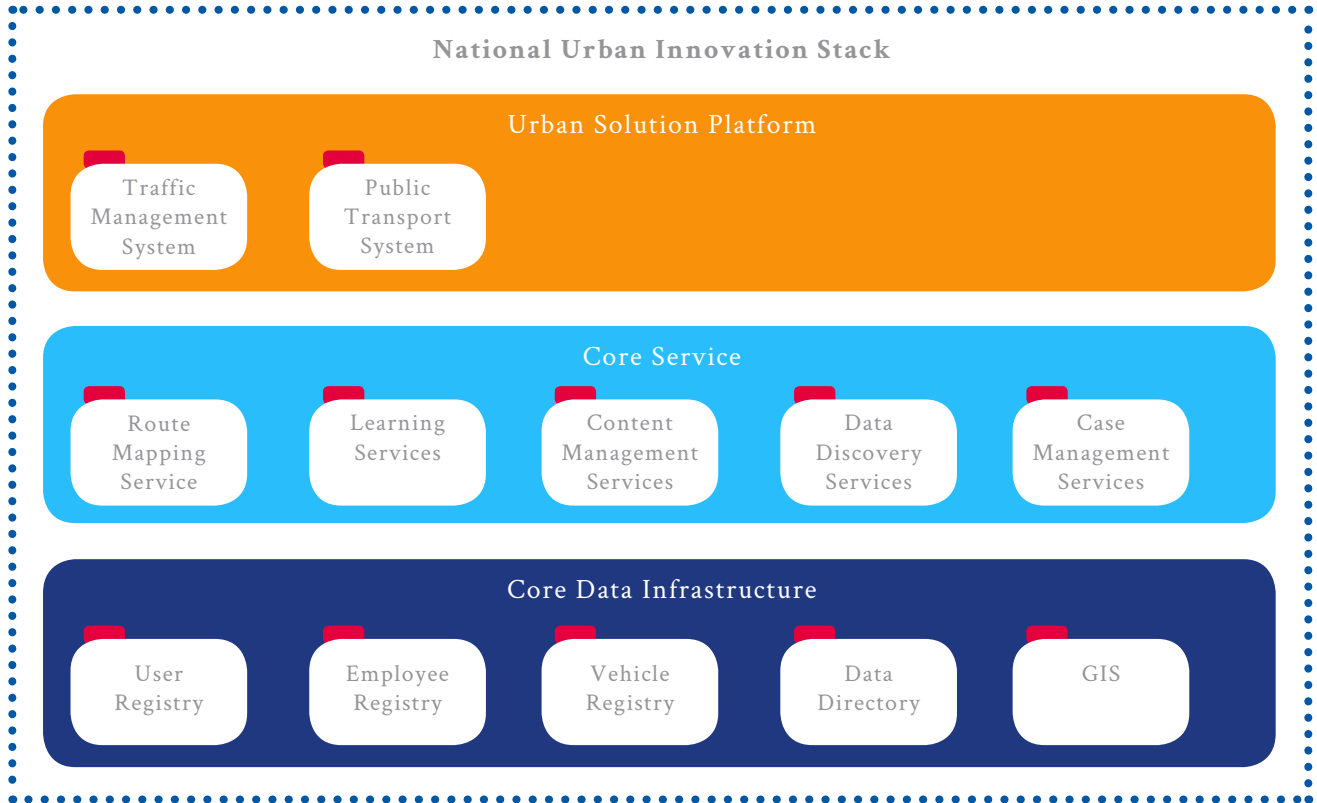 National Urban Innovation Stack
Urban Solution Platform
Traffic
Management
System
Public
Transport
System
Core Service
Route
Mapping
Service
Learning
Services
Content
Management
Services
Data
Discovery
Services
Case
Management
Services
Core Data Infrastructure
User
Registry
Employee
Registry
Vehicle
Registry
Data
Directory
GIS